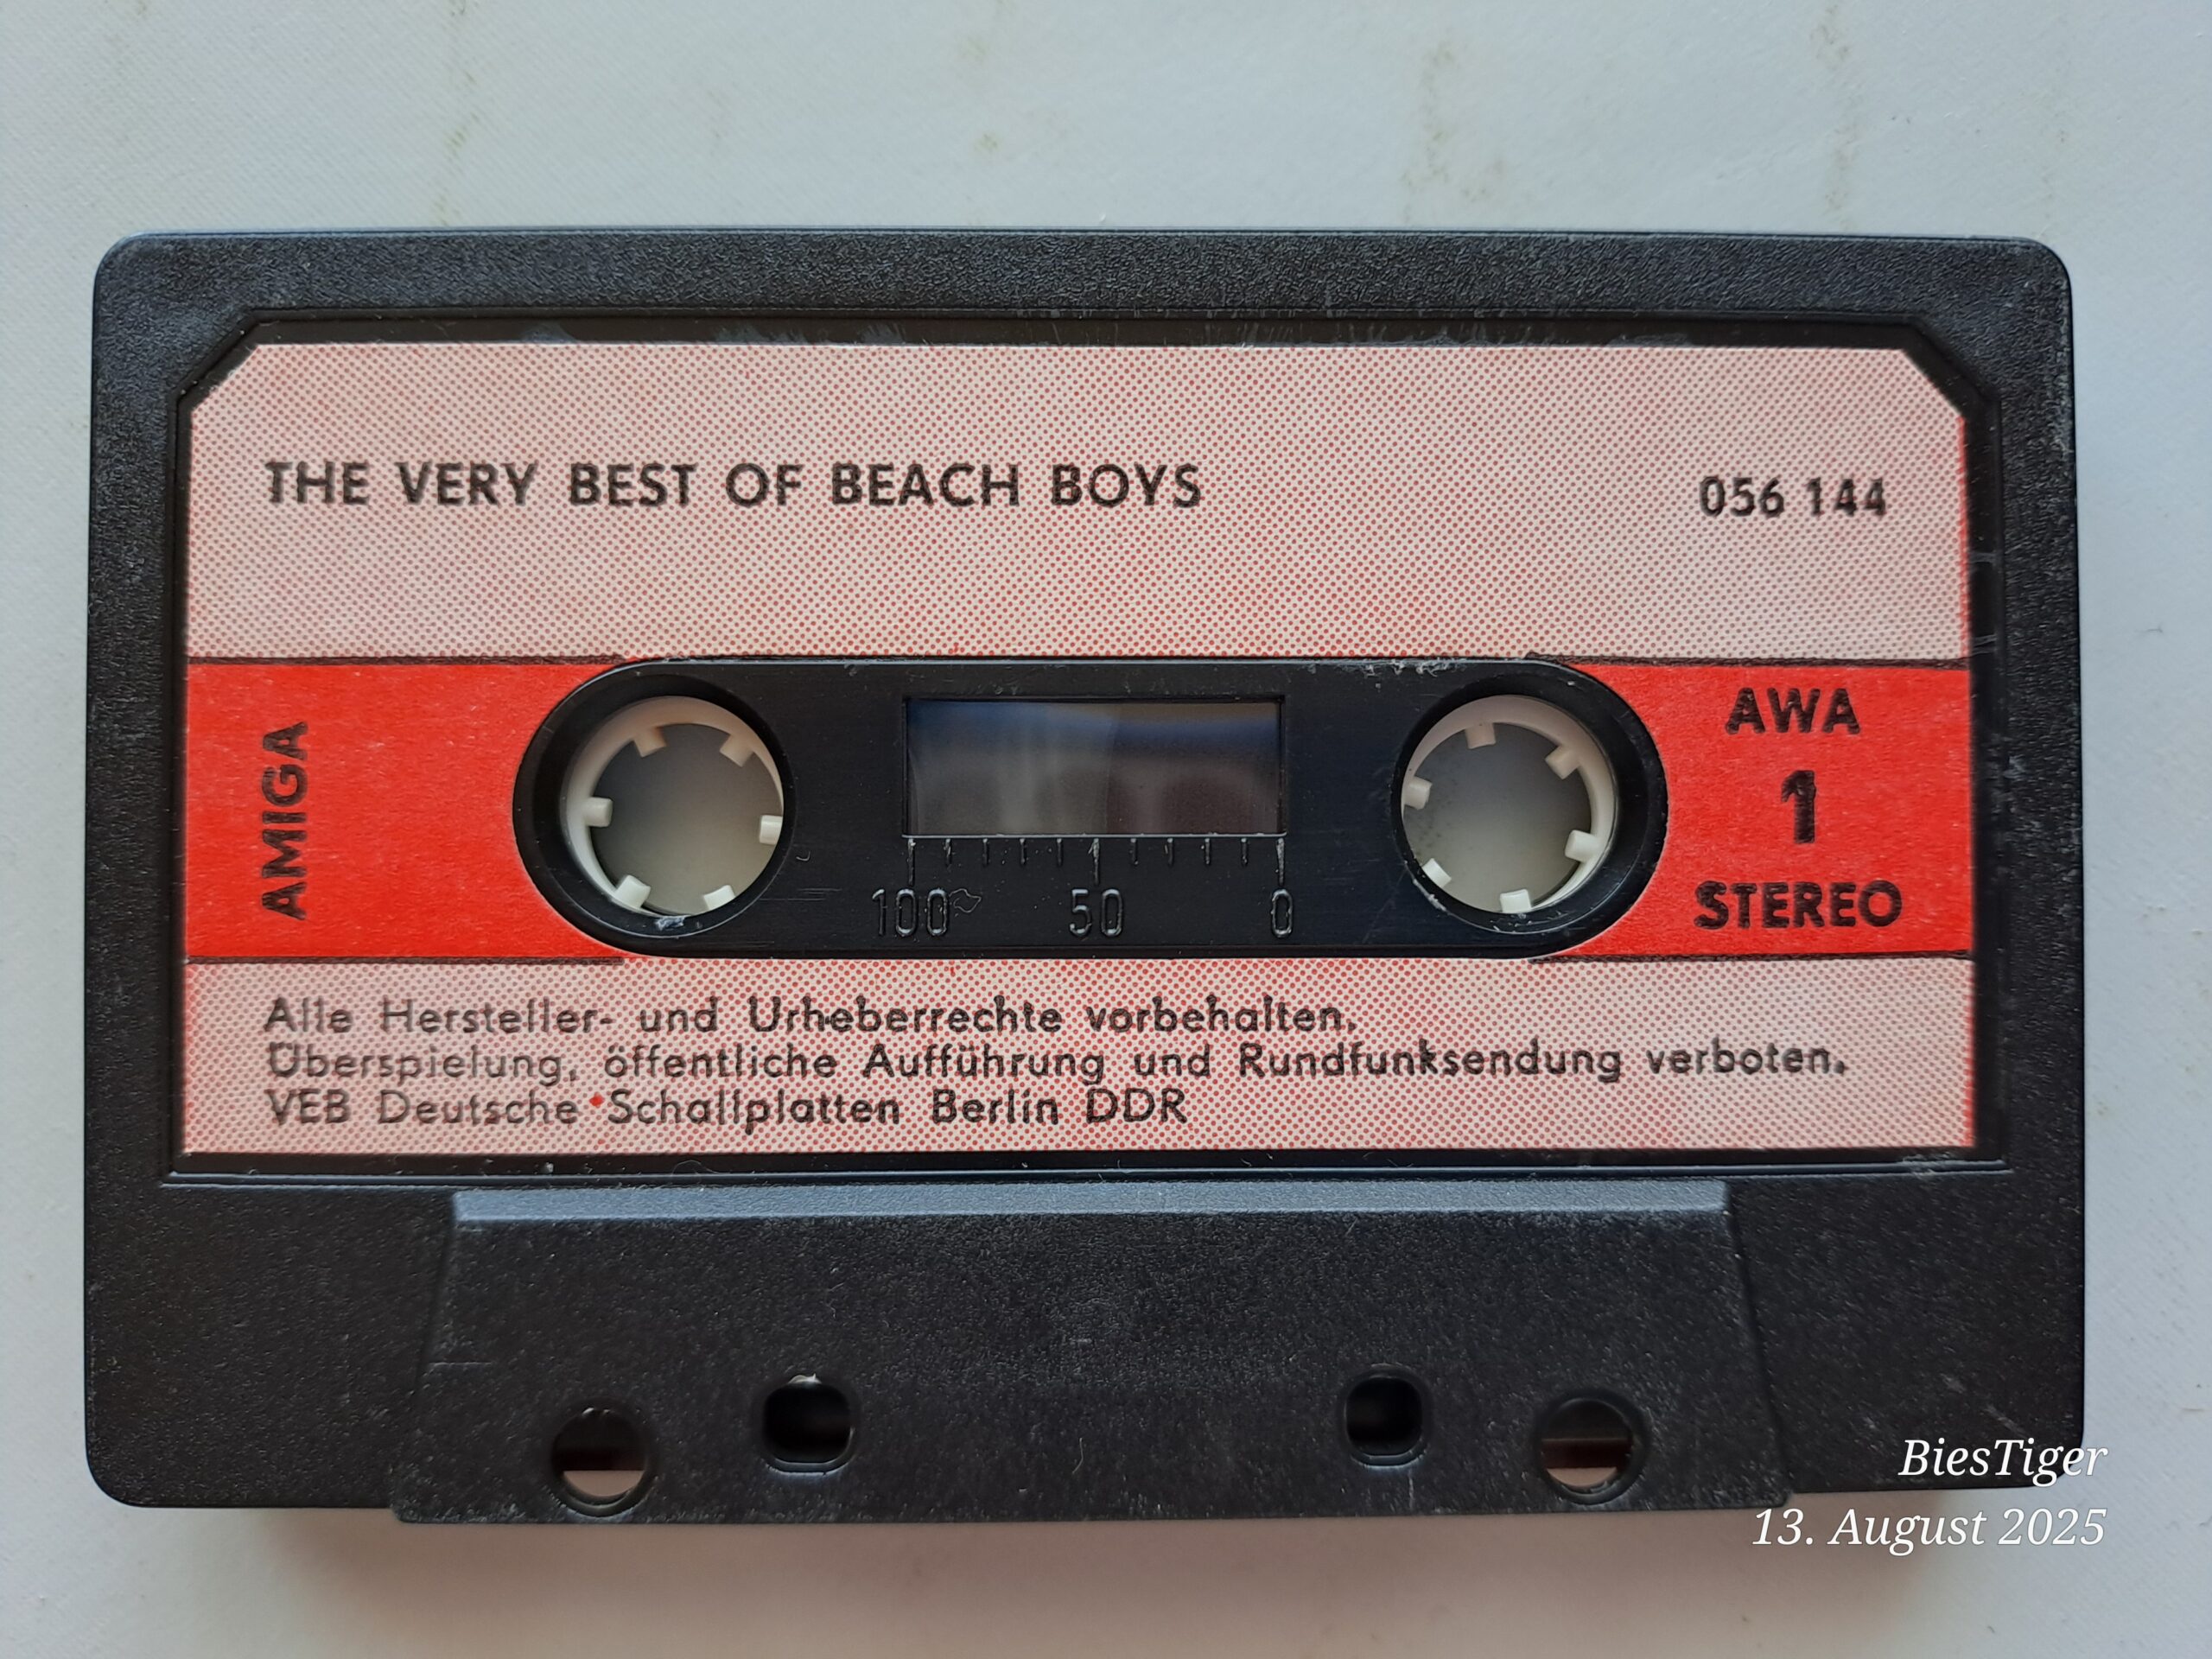 THE VERY BEST OF BEACH BOYS
056 144
AMIGA
AWA
1
STEREO
100 50 0
Alle Hersteller- und Urheberrechte vorbehalten.
Überspielung, öffentliche Aufführung und Rundfunksendung verboten.
VEB Deutsche Schallplatten Berlin DDR
BiesTiger
13. August 2025